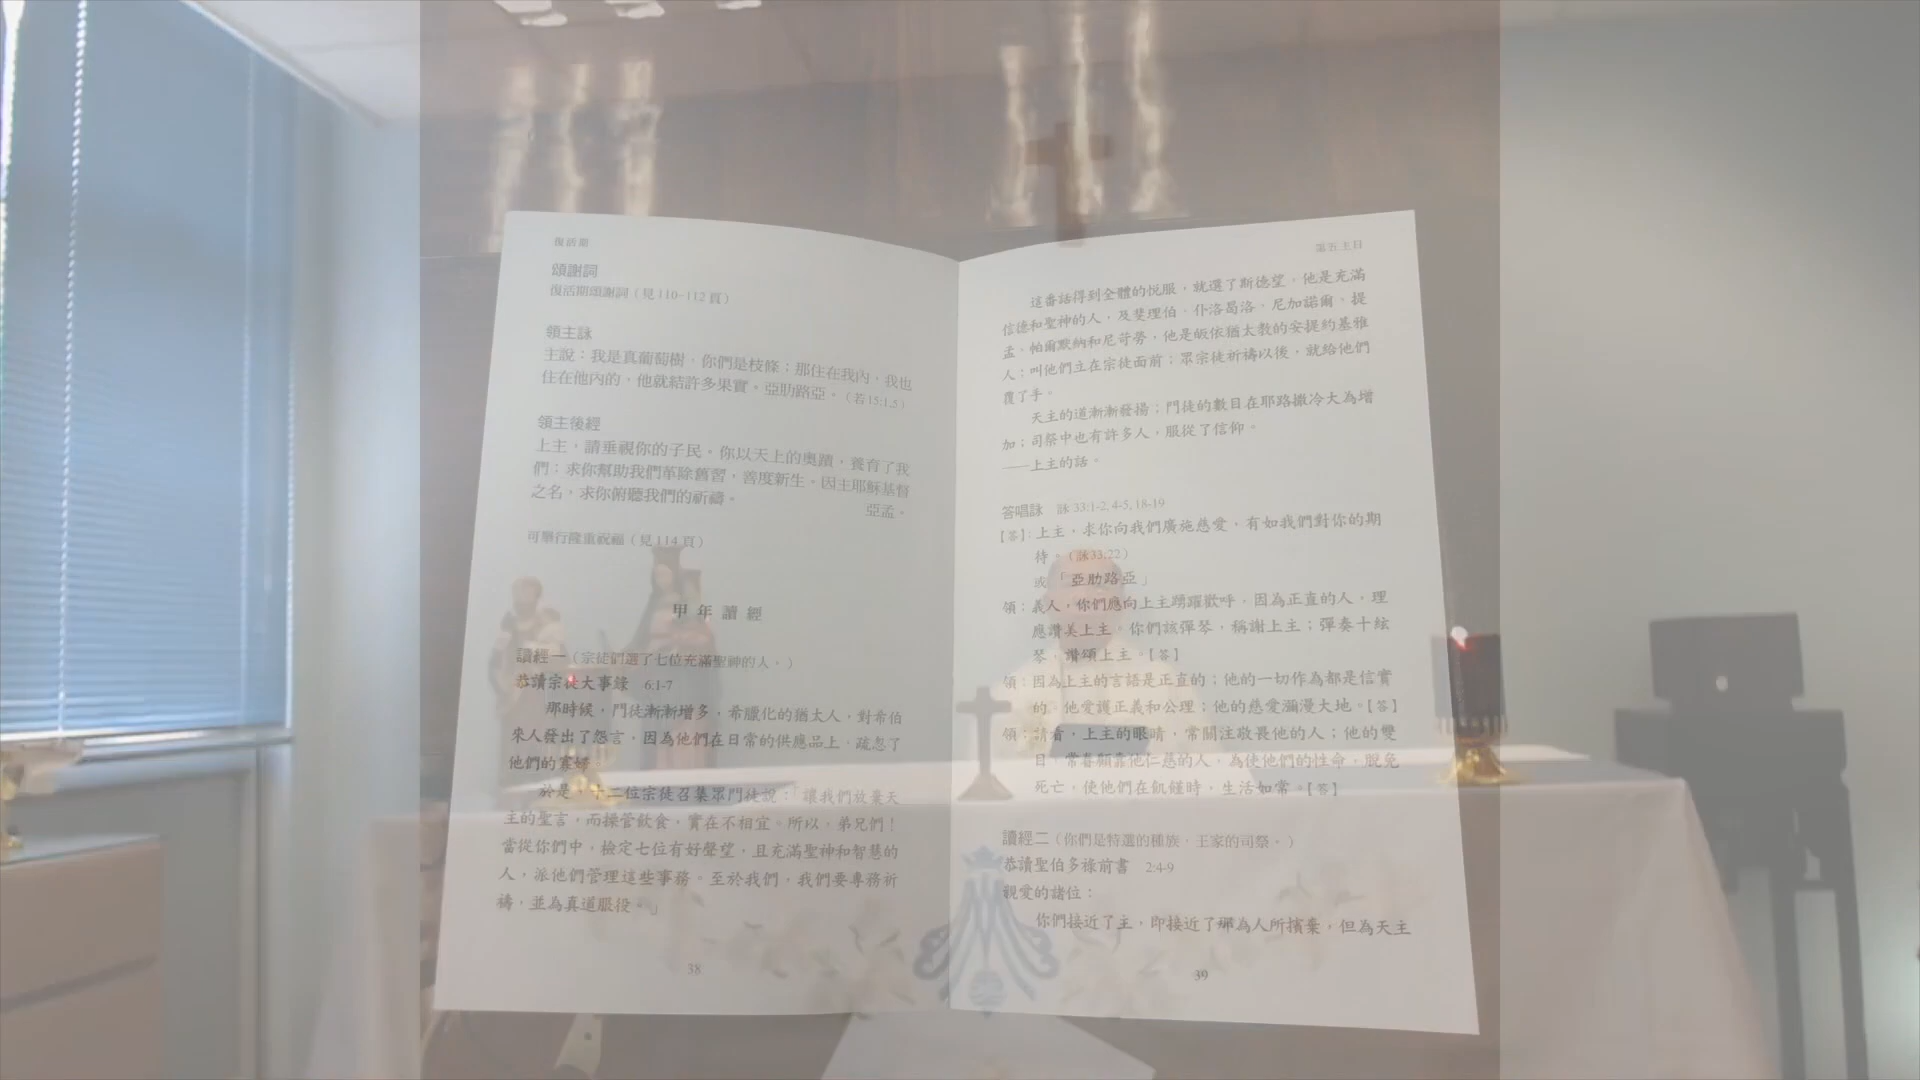 復活期
頌謝詞
復活期頌謝詞（見110-112頁）
領主詠
主說：我是真葡萄樹，你們是枝條；那住在我內，我也
住在他內的，他就結許多果實。亞肋路亞。（若15:1,5）
領主後經
上主，請垂視你的子民。你以天上的奧蹟，養育了我
們；求你幫助我們革除舊習，善度新生。因主耶穌基督
之名，求你俯聽我們的祈禱。
亞孟。
可舉行隆重祝福（見114頁）
甲年讀經
讀經一（宗徒們選了七位充滿聖神的人。）
恭讀宗徒大事錄 6:1-7
那時候，門徒漸漸增多，希臘化的猶太人，對希伯
來人發出了怨言，因為他們在日常的供應品上，疏忽了
他們的寡婦。
於是，十二位宗徒召集眾門徒說：「讓我們放棄天
主的聖言，而操管飲食，實在不相宜。所以，弟兄們！
當從你們中，檢定七位有好聲望，且充滿聖神和智慧的
人，派他們管理這些事務。至於我們，我們要專務祈
禱，並為真道服役。」
38
第五主日
這番話得到全體的悅服，就選了斯德望，他是充滿
信德和聖神的人，及斐理伯、仆洛曷洛、尼加諾爾、提
孟、帕爾默納和尼苛勞，他是皈依猶太教的安提約基雅
人；叫他們立在宗徒面前；眾宗徒祈禱以後，就給他們
覆了手。
天主的道漸漸發揚；門徒的數目在耶路撒冷大為增
加；司祭中也有許多人，服從了信仰。
——上主的話。
答唱詠 詠33:1-2, 4-5, 18-19
【答】：上主，求你向我們廣施慈愛，有如我們對你的期
待。（詠33:22）
或「亞肋路亞」
領：義人，你們應向上主踴躍歡呼，因為正直的人，理
應讚美上主。你們該彈琴，稱謝上主；彈奏十絃
琴，讚頌上主。【答】
領：因為上主的言語是正直的；他的一切作為都是信實
的。他愛護正義和公理；他的慈愛瀰漫大地。【答】
領：請看，上主的眼睛，常關注敬畏他的人；他的雙
目，常眷顧靠他仁慈的人，為使他們的性命，脫免
死亡，使他們在飢饉時，生活如常。【答】
讀經二（你們是特選的種族，王家的司祭。）
恭讀聖伯多祿前書 2:4-9
親愛的諸位：
你們接近了主，即接近了那為人所擯棄，但為天主
39